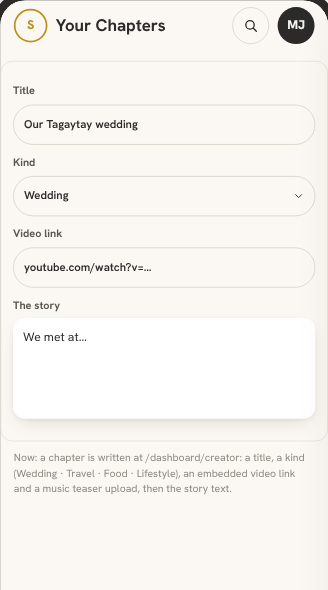 S Your Chapters MJ
Title
Our Tagaytay wedding
Kind
Wedding
Video link
youtube.com/watch?v=...
The story
We met at...
Now: a chapter is written at /dashboard/creator: a title, a kind
(Wedding · Travel · Food · Lifestyle), an embedded video link
and a music teaser upload, then the story text.